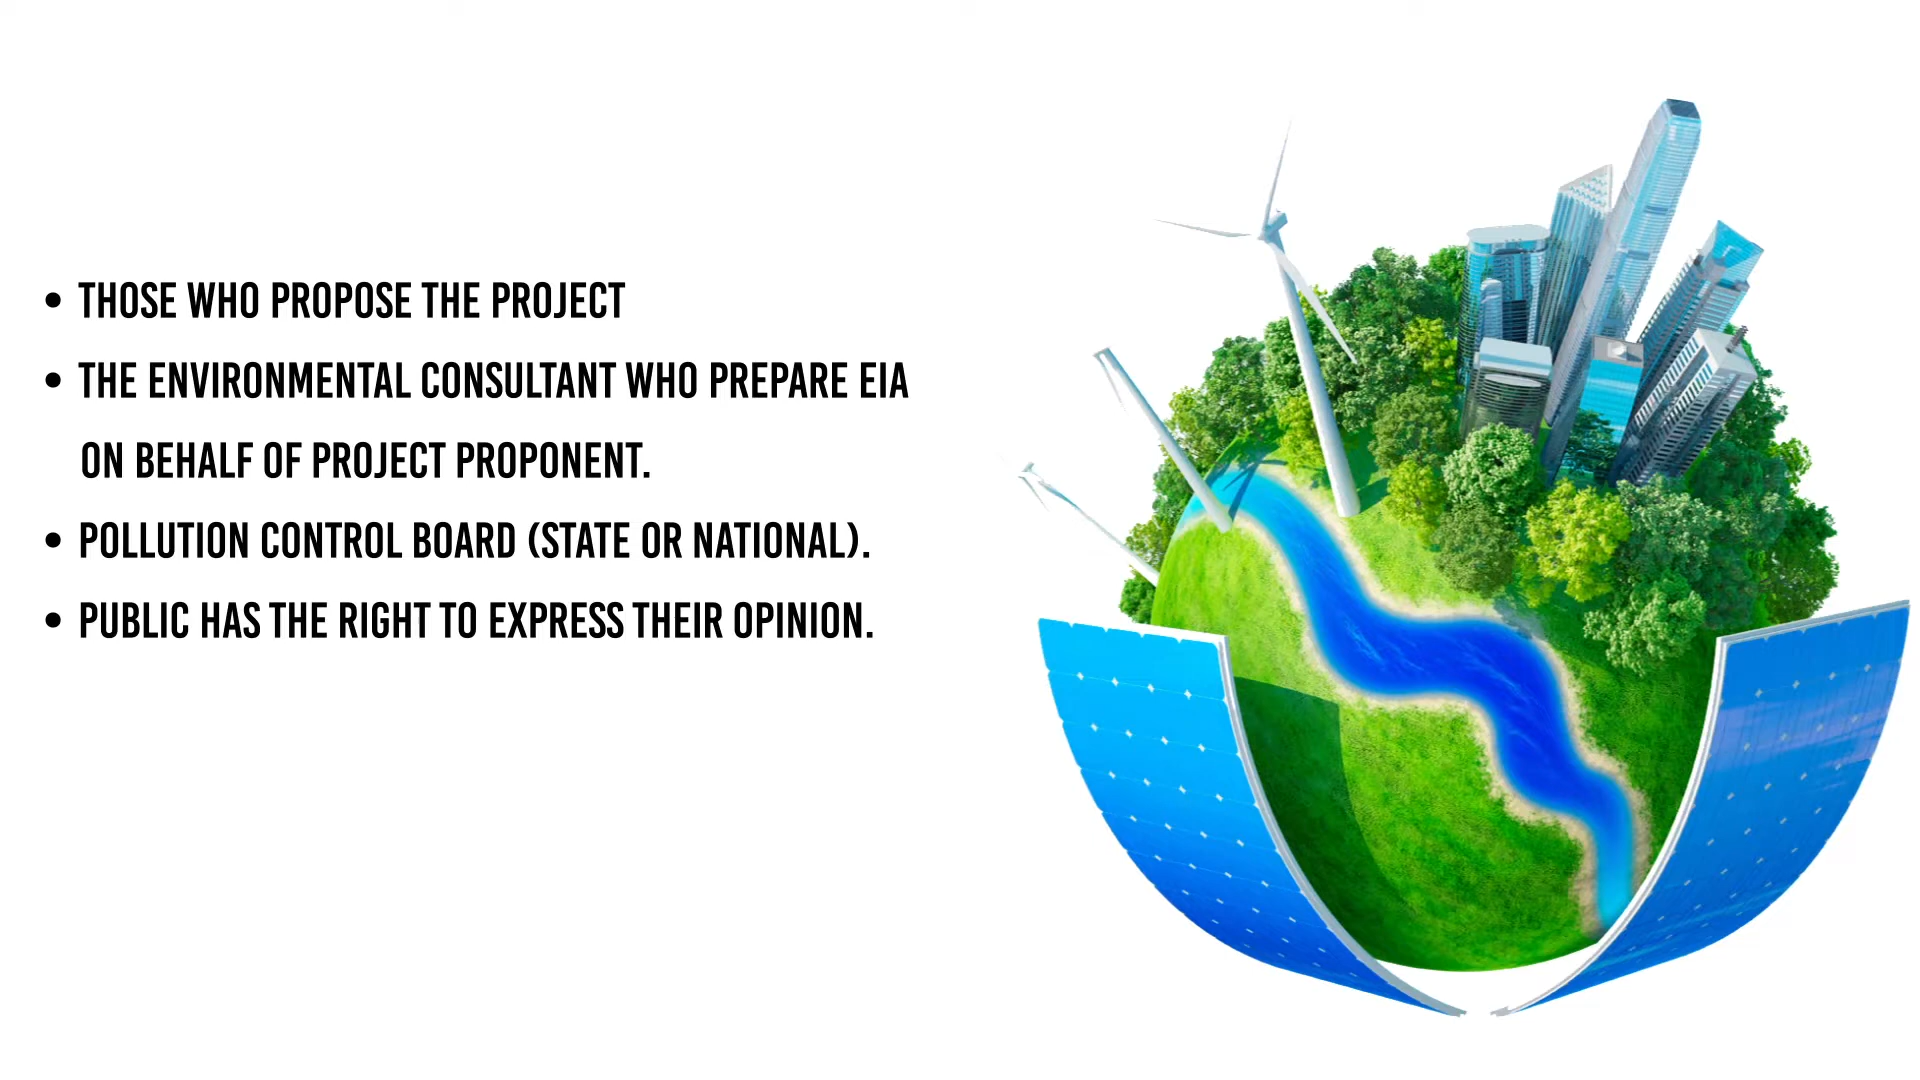 • THOSE WHO PROPOSE THE PROJECT
• THE ENVIRONMENTAL CONSULTANT WHO PREPARE EIA
ON BEHALF OF PROJECT PROPONENT.
• POLLUTION CONTROL BOARD (STATE OR NATIONAL).
• PUBLIC HAS THE RIGHT TO EXPRESS THEIR OPINION.